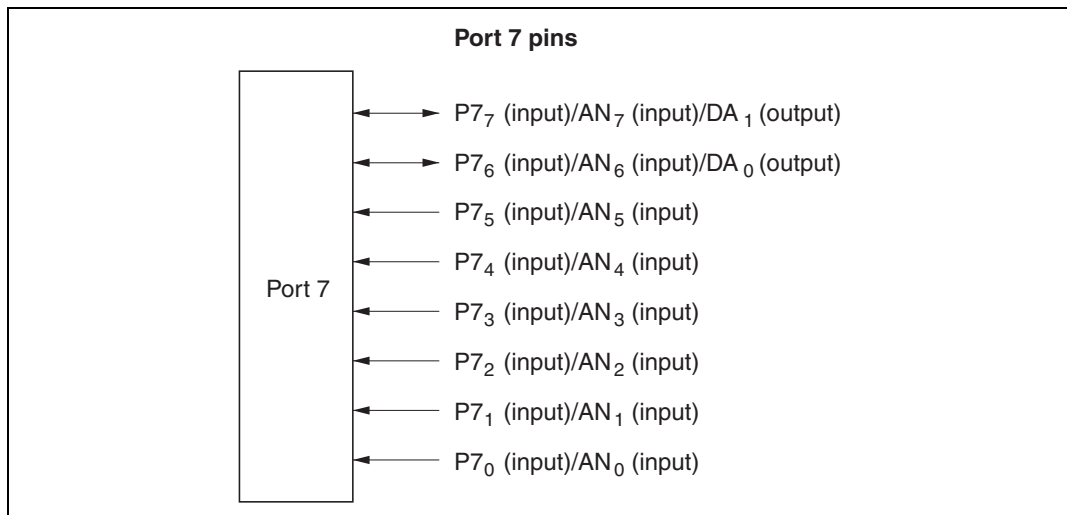 Port 7 pins
P7₇ (input)/AN₇ (input)/DA₁ (output)
P7₆ (input)/AN₆ (input)/DA₀ (output)
P7₅ (input)/AN₅ (input)
P7₄ (input)/AN₄ (input)
Port 7
P7₃ (input)/AN₃ (input)
P7₂ (input)/AN₂ (input)
P7₁ (input)/AN₁ (input)
P7₀ (input)/AN₀ (input)